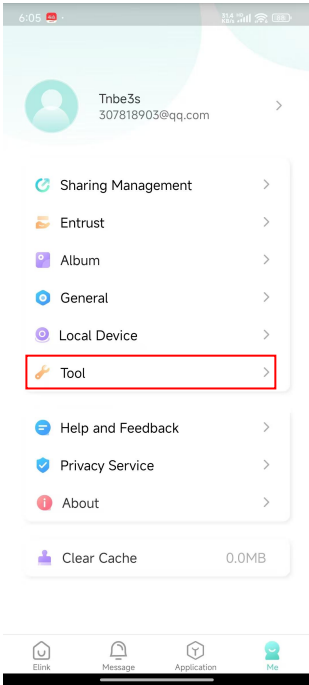 6:05
Tnbe3s
307818903@qq.com
Sharing Management
Entrust
Album
General
Local Device
Tool
Help and Feedback
Privacy Service
About
Clear Cache 0.0MB
Elink Message Application Me